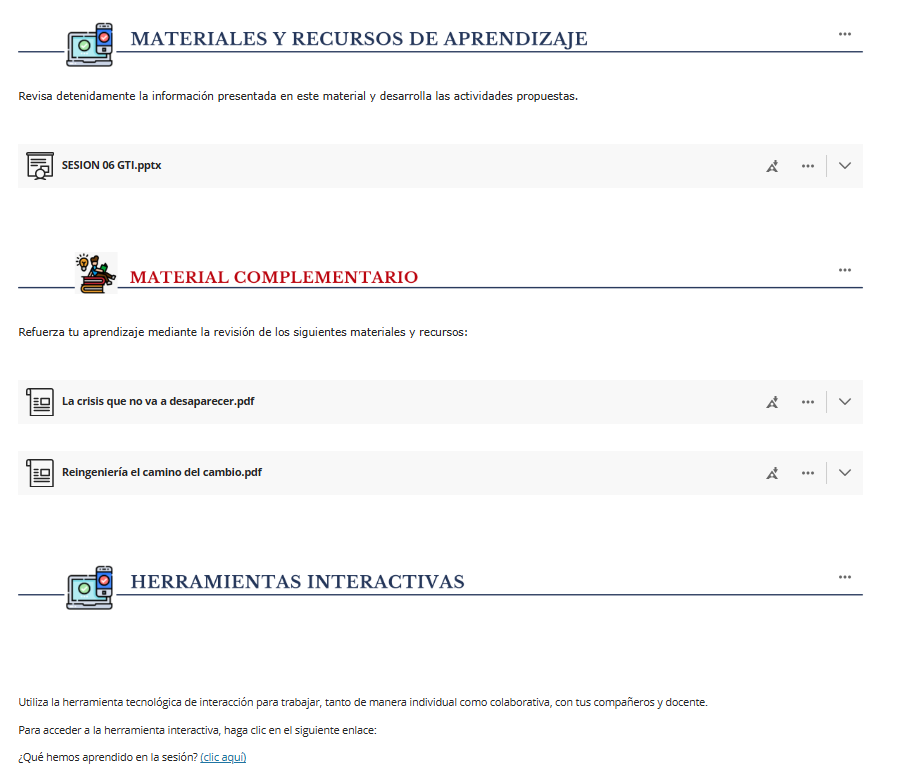 MATERIALES Y RECURSOS DE APRENDIZAJE
Revisa detenidamente la información presentada en este material y desarrolla las actividades propuestas.
SESION 06 GTI.pptx
MATERIAL COMPLEMENTARIO
Refuerza tu aprendizaje mediante la revisión de los siguientes materiales y recursos:
La crisis que no va a desaparecer.pdf
Reingeniería el camino del cambio.pdf
HERRAMIENTAS INTERACTIVAS
Utiliza la herramienta tecnológica de interacción para trabajar, tanto de manera individual como colaborativa, con tus compañeros y docente.
Para acceder a la herramienta interactiva, haga clic en el siguiente enlace:
¿Qué hemos aprendido en la sesión? (clic aquí)